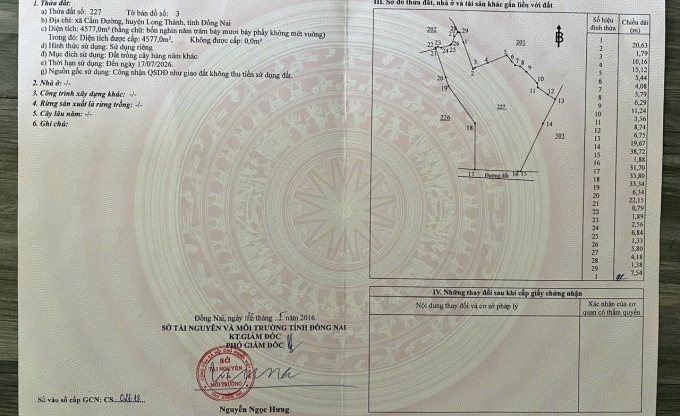 1. Thửa đất:
a) Thửa đất số: 227 Tờ bản đồ số: 3
b) Địa chỉ: xã Cẩm Đường, huyện Long Thành, tỉnh Đồng Nai
c) Diện tích: 4577,0m², (bằng chữ: bốn nghìn năm trăm bảy mươi bảy phẩy không mét vuông)
Trong đó: Diện tích được cấp: 4577,0m², Không được cấp: 0,0m²
d) Hình thức sử dụng: Sử dụng riêng
đ) Mục đích sử dụng: Đất trồng cây hàng năm khác.
e) Thời hạn sử dụng: Đến ngày 17/07/2026.
g) Nguồn gốc sử dụng: Công nhận QSDĐ như giao đất không thu tiền sử dụng đất.
2. Nhà ở: -/-
3. Công trình xây dựng khác: -/-
4. Rừng sản xuất là rừng trồng: -/-
5. Cây lâu năm: -/-
6. Ghi chú:
Đồng Nai, ngày tháng năm 2016
SỞ TÀI NGUYÊN VÀ MÔI TRƯỜNG TỈNH ĐỒNG NAI
KT.GIÁM ĐỐC
PHÓ GIÁM ĐỐC
SỞ
TÀI NGUYÊN
VÀ
MÔI TRƯỜNG
Nguyễn Ngọc Hưng
Số vào sổ cấp GCN: CS
III. Sơ đồ thửa đất, nhà ở và tài sản khác gắn liền với đất
B
202
201
227
226
303
Đường đất
Số hiệu đỉnh thửa
Chiều dài (m)
1
20,63
2
1,79
3
10,16
4
15,12
5
5,44
6
4,08
7
3,79
8
6,29
9
11,24
10
3,36
11
8,74
12
6,75
13
19,67
14
38,72
15
1,88
16
31,70
17
33,80
18
33,34
19
6,34
20
22,15
21
0,79
22
1,89
23
2,56
24
6,84
25
1,33
26
5,80
27
4,18
28
1,38
29
7,54
1
IV. Những thay đổi sau khi cấp giấy chứng nhận
Nội dung thay đổi và cơ sở pháp lý
Xác nhận của cơ
quan có thẩm quyền